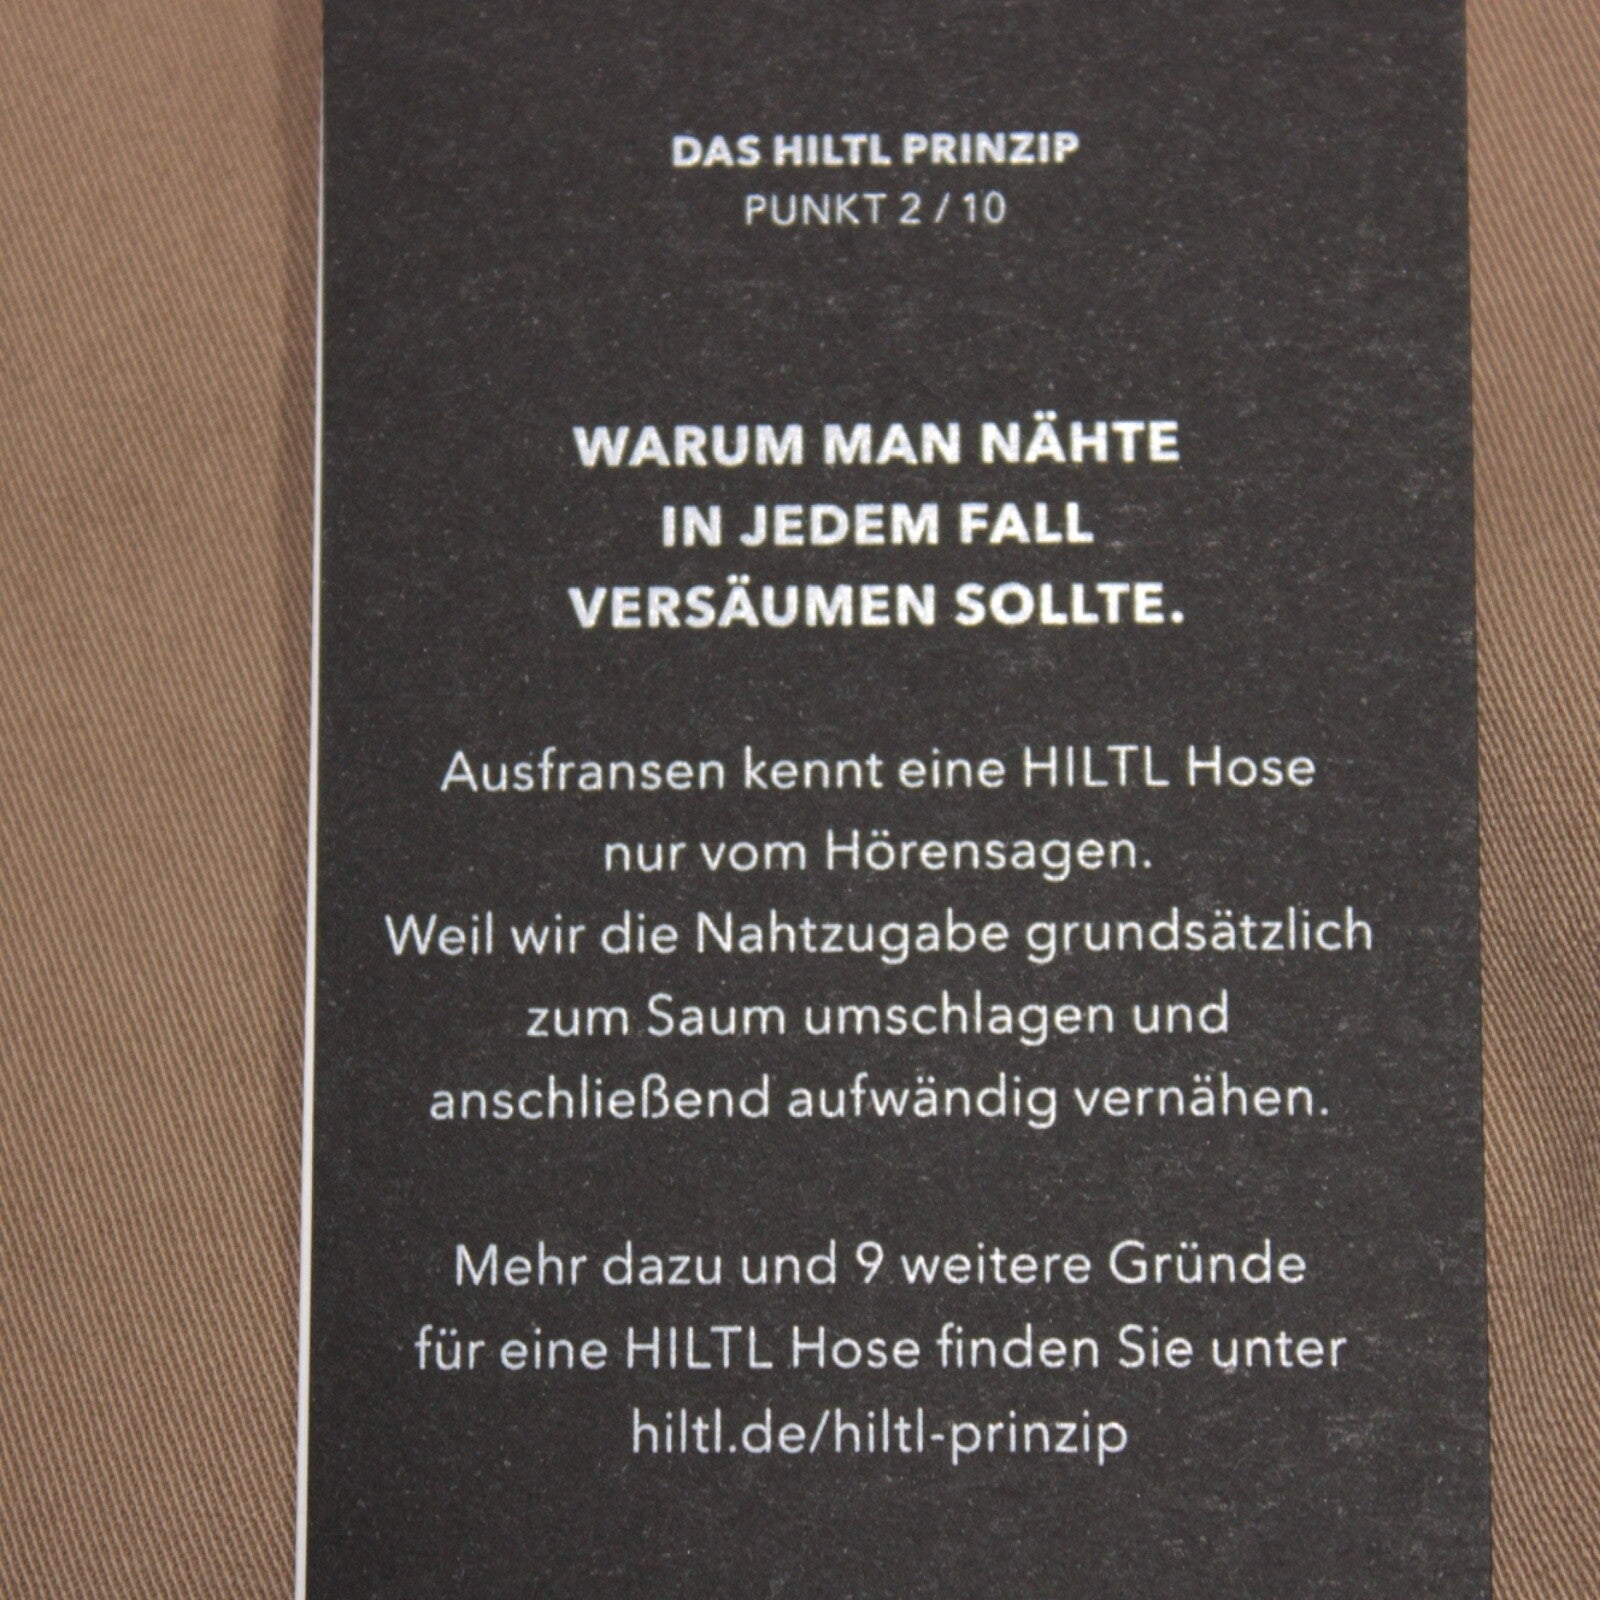 DAS HILTL PRINZIP
PUNKT 2 / 10
WARUM MAN NÄHTE
IN JEDEM FALL
VERSÄUMEN SOLLTE.
Ausfransen kennt eine HILTL Hose
nur vom Hörensagen.
Weil wir die Nahtzugabe grundsätzlich
zum Saum umschlagen und
anschließend aufwändig vernähen.
Mehr dazu und 9 weitere Gründe
für eine HILTL Hose finden Sie unter
hiltl.de/hiltl-prinzip